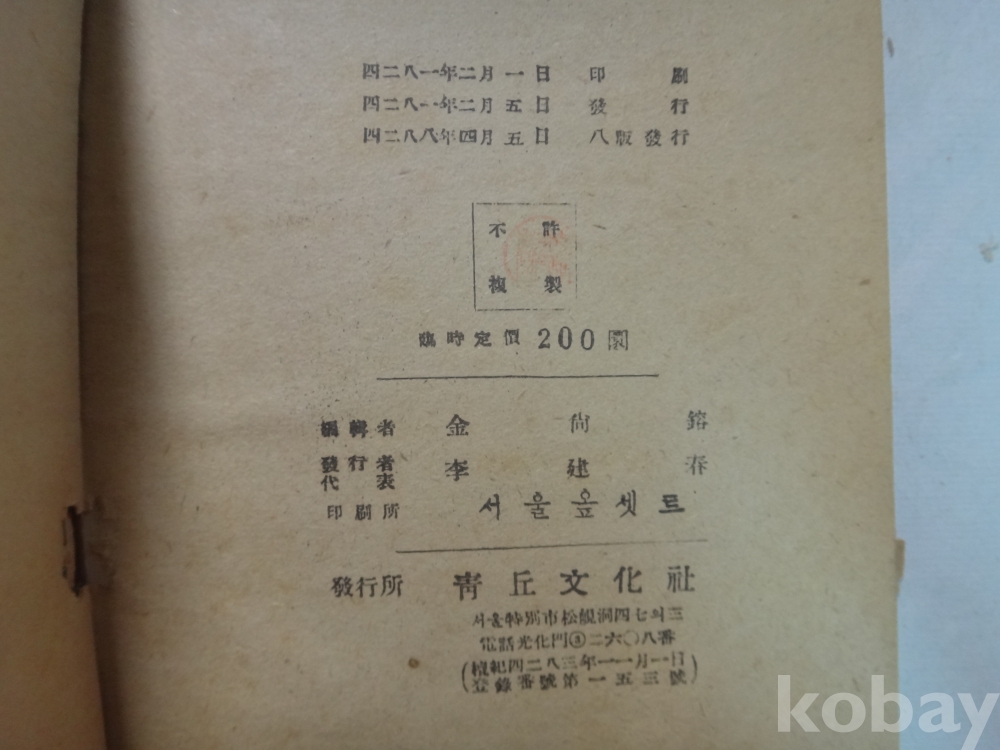 四二八一年二月一日 印刷
四二八一年二月五日 發行
四二八八年四月五日 八版發行
不許
複製
臨時定價 200圜
編輯者 金尙鎔
發行者 李建春
代表
印刷所 서울옾셋트
發行所 靑丘文化社
서울特別市松峴洞四七의三
電話光化門③二六〇八番
(檀紀四二八三年一一月一日
登錄番號第一五三號)
kobay